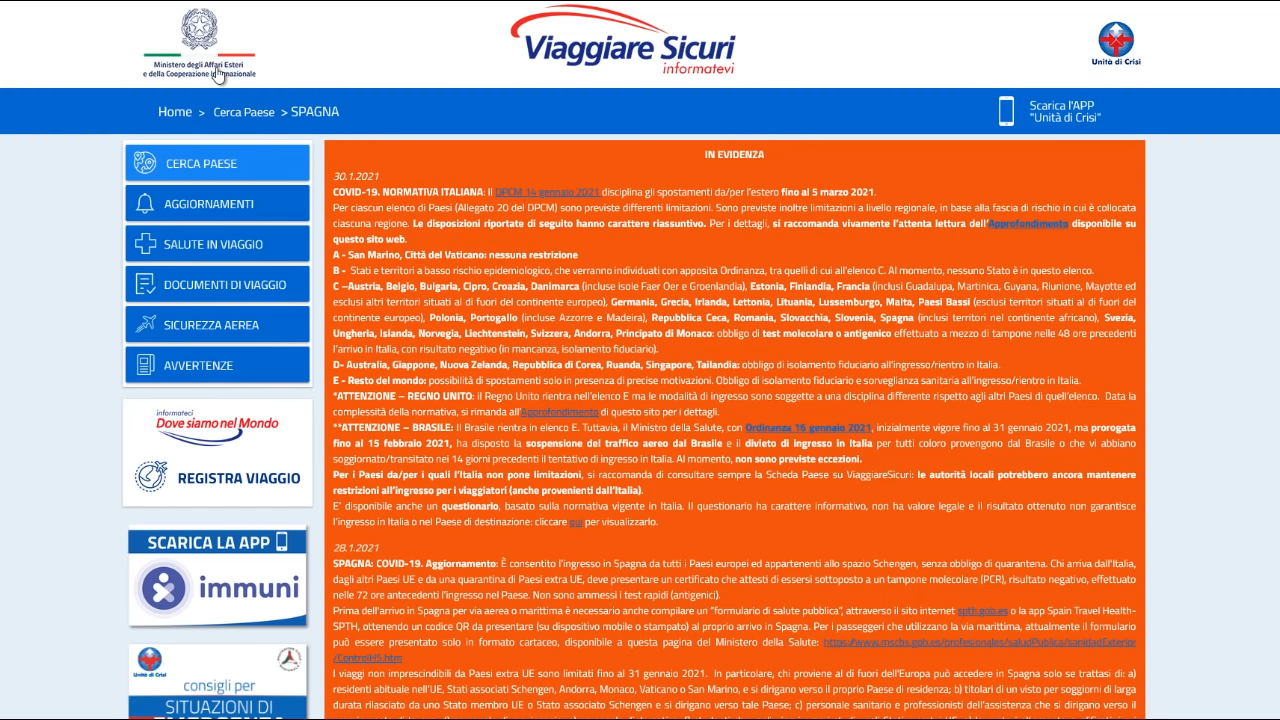 Ministero degli Affari Esteri
e della Cooperazione Internazionale
Viaggiare Sicuri
informatevi
Unità di Crisi
Home > Cerca Paese > SPAGNA
Scarica l'APP
"Unità di Crisi"
CERCA PAESE
AGGIORNAMENTI
SALUTE IN VIAGGIO
DOCUMENTI DI VIAGGIO
SICUREZZA AEREA
AVVERTENZE
informateci
Dove siamo nel Mondo
REGISTRA VIAGGIO
SCARICA LA APP
immuni
Unità di Crisi
consigli per
SITUAZIONI DI
EMERGENZA
IN EVIDENZA
30.1.2021
COVID-19. NORMATIVA ITALIANA: Il DPCM 14 gennaio 2021 disciplina gli spostamenti da/per l'estero fino al 5 marzo 2021.
Per ciascun elenco di Paesi (Allegato 20 del DPCM) sono previste differenti limitazioni. Sono previste inoltre limitazioni a livello regionale, in base alla fascia di rischio in cui è collocata
ciascuna regione. Le disposizioni riportate di seguito hanno carattere riassuntivo. Per i dettagli, si raccomanda vivamente l'attenta lettura dell'Approfondimento disponibile su
questo sito web.
A - San Marino, Città del Vaticano: nessuna restrizione
B - Stati e territori a basso rischio epidemiologico, che verranno individuati con apposita Ordinanza, tra quelli di cui all'elenco C. Al momento, nessuno Stato è in questo elenco.
C –Austria, Belgio, Bulgaria, Cipro, Croazia, Danimarca (incluse isole Faer Oer e Groenlandia), Estonia, Finlandia, Francia (inclusi Guadalupa, Martinica, Guyana, Riunione, Mayotte ed
esclusi altri territori situati al di fuori del continente europeo), Germania, Grecia, Irlanda, Lettonia, Lituania, Lussemburgo, Malta, Paesi Bassi (esclusi territori situati al di fuori del
continente europeo), Polonia, Portogallo (incluse Azzorre e Madeira), Repubblica Ceca, Romania, Slovacchia, Slovenia, Spagna (inclusi territori nel continente africano), Svezia,
Ungheria, Islanda, Norvegia, Liechtenstein, Svizzera, Andorra, Principato di Monaco: obbligo di test molecolare o antigenico effettuato a mezzo di tampone nelle 48 ore precedenti
l'arrivo in Italia, con risultato negativo (in mancanza, isolamento fiduciario).
D- Australia, Giappone, Nuova Zelanda, Repubblica di Corea, Ruanda, Singapore, Tailandia: obbligo di isolamento fiduciario all'ingresso/rientro in Italia.
E - Resto del mondo: possibilità di spostamenti solo in presenza di precise motivazioni. Obbligo di isolamento fiduciario e sorveglianza sanitaria all'ingresso/rientro in Italia.
*ATTENZIONE – REGNO UNITO: il Regno Unito rientra nell'elenco E ma le modalità di ingresso sono soggette a una disciplina differente rispetto agli altri Paesi di quell'elenco. Data la
complessità della normativa, si rimanda all'Approfondimento di questo sito per i dettagli.
**ATTENZIONE – BRASILE: Il Brasile rientra in elenco E. Tuttavia, il Ministero della Salute, con Ordinanza 16 gennaio 2021, inizialmente vigore fino al 31 gennaio 2021, ma prorogata
fino al 15 febbraio 2021, ha disposto la sospensione del traffico aereo dal Brasile e il divieto di ingresso in Italia per tutti coloro provengono dal Brasile o che vi abbiano
soggiornato/transitato nei 14 giorni precedenti il tentativo di ingresso in Italia. Al momento, non sono previste eccezioni.
Per i Paesi da/per i quali l'Italia non pone limitazioni, si raccomanda di consultare sempre la Scheda Paese su ViaggiareSicuri: le autorità locali potrebbero ancora mantenere
restrizioni all'ingresso per i viaggiatori (anche provenienti dall'Italia).
E' disponibile anche un questionario, basato sulla normativa vigente in Italia. Il questionario ha carattere informativo, non ha valore legale e il risultato ottenuto non garantisce
l'ingresso in Italia o nel Paese di destinazione: cliccare qui per visualizzarlo.
28.1.2021
SPAGNA: COVID-19. Aggiornamento: È consentito l'ingresso in Spagna da tutti i Paesi europei ed appartenenti allo spazio Schengen, senza obbligo di quarantena. Chi arriva dall'Italia,
dagli altri Paesi UE e da una quarantina di Paesi extra UE, deve presentare un certificato che attesti di essersi sottoposto a un tampone molecolare (PCR), risultato negativo, effettuato
nelle 72 ore antecedenti l'ingresso nel Paese. Non sono ammessi i test rapidi (antigenici).
Prima dell'arrivo in Spagna per via aerea o marittima è necessario anche compilare un "formulario di salute pubblica", attraverso il sito internet spth.gob.es o la app Spain Travel Health-
SPTH, ottenendo un codice QR da presentare (su dispositivo mobile o stampato) al proprio arrivo in Spagna. Per i passeggeri che utilizzano la via marittima, attualmente il formulario
può essere presentato solo in formato cartaceo, disponibile a questa pagina del Ministero della Salute: https://www.mscbs.gob.es/profesionales/saludPublica/sanidadExterior
/ControlHS.htm
I viaggi non imprescindibili da Paesi extra UE sono limitati fino al 31 gennaio 2021. In particolare, chi proviene al di fuori dell'Europa può accedere in Spagna solo se trattasi di: a)
residenti abituale nell'UE, Stati associati Schengen, Andorra, Monaco, Vaticano o San Marino, e si dirigano verso il proprio Paese di residenza; b) titolari di un visto per soggiorni di larga
durata rilasciato da uno Stato membro UE o Stato associato Schengen e si dirigano verso tale Paese; c) personale sanitario e professionisti dell'assistenza che si dirigano verso il